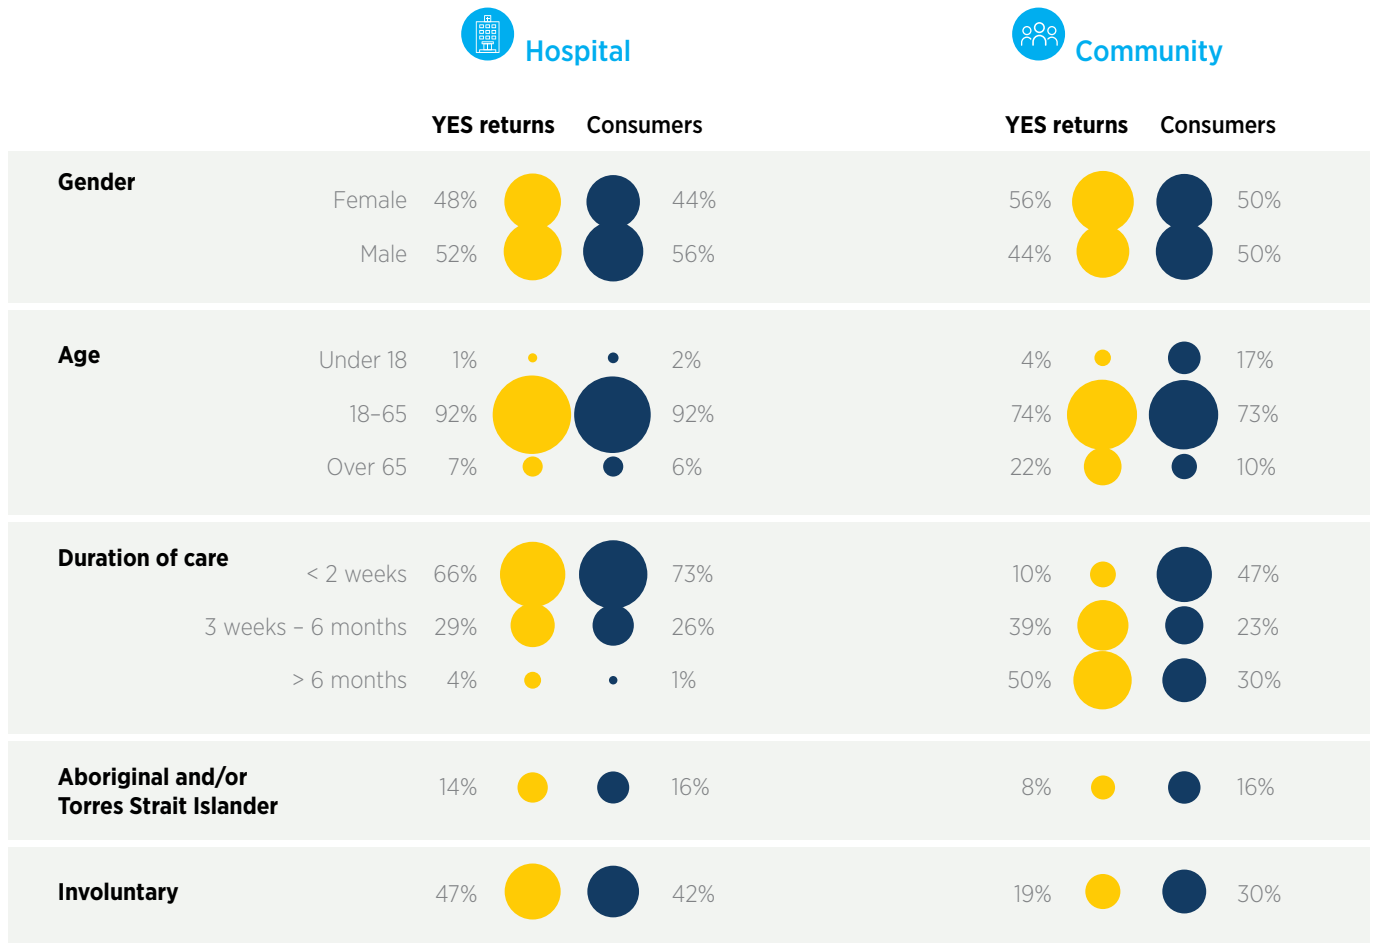 Hospital Community
YES returns Consumers YES returns Consumers
Gender
Female 48% 44% 56% 50%
Male 52% 56% 44% 50%
Age
Under 18 1% 2% 4% 17%
18–65 92% 92% 74% 73%
Over 65 7% 6% 22% 10%
Duration of care
< 2 weeks 66% 73% 10% 47%
3 weeks – 6 months 29% 26% 39% 23%
> 6 months 4% 1% 50% 30%
Aboriginal and/or
Torres Strait Islander
14% 16% 8% 16%
Involuntary 47% 42% 19% 30%